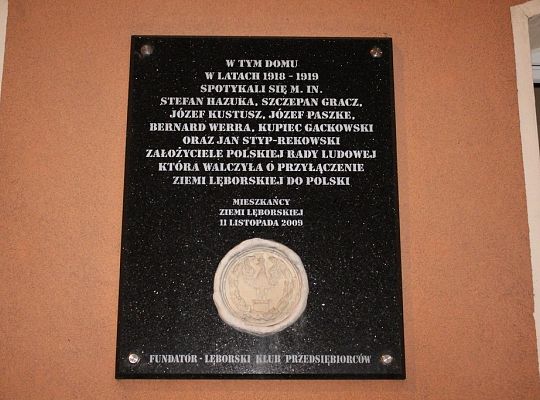 W TYM DOMU
W LATACH 1918 - 1919
SPOTYKALI SIĘ M. IN.
STEFAN HAZUKA, SZCZEPAN GRACZ,
JÓZEF KUSTUSZ, JÓZEF PASZKE,
BERNARD WERRA, KUPIEC GACKOWSKI
ORAZ JAN STYP-REKOWSKI
ZAŁOŻYCIELE POLSKIEJ RADY LUDOWEJ
KTÓRA WALCZYŁA O PRZYŁĄCZENIE
ZIEMI LĘBORSKIEJ DO POLSKI
MIESZKAŃCY
ZIEMI LĘBORSKIEJ
11 LISTOPADA 2009
FUNDATOR - LĘBORSKI KLUB PRZEDSIĘBIORCÓW